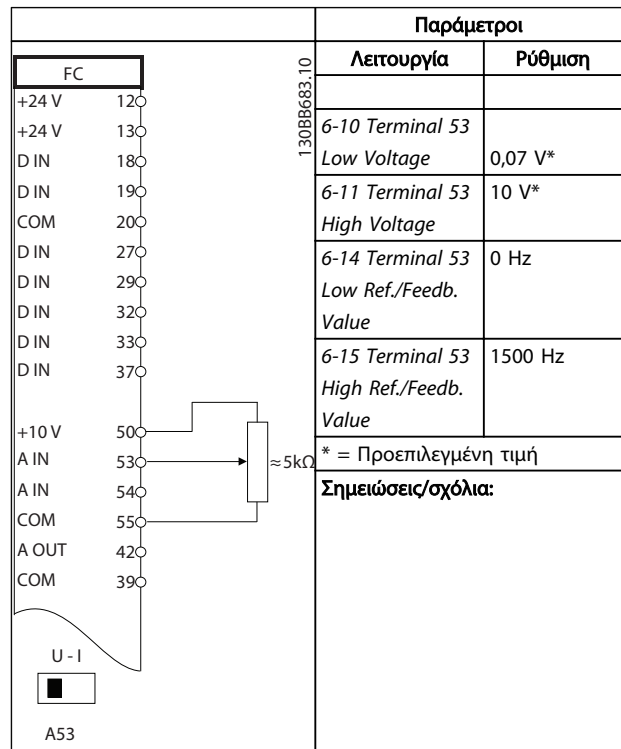 Παράμετροι
Λειτουργία Ρύθμιση
6-10 Terminal 53
Low Voltage 0,07 V*
6-11 Terminal 53 10 V*
High Voltage
6-14 Terminal 53 0 Hz
Low Ref./Feedb.
Value
6-15 Terminal 53 1500 Hz
High Ref./Feedb.
Value
* = Προεπιλεγμένη τιμή
Σημειώσεις/σχόλια:
130BB683.10
FC
+24 V 12
+24 V 13
D IN 18
D IN 19
COM 20
D IN 27
D IN 29
D IN 32
D IN 33
D IN 37
+10 V 50
A IN 53
≈5kΩ
A IN 54
COM 55
A OUT 42
COM 39
U - I
A53